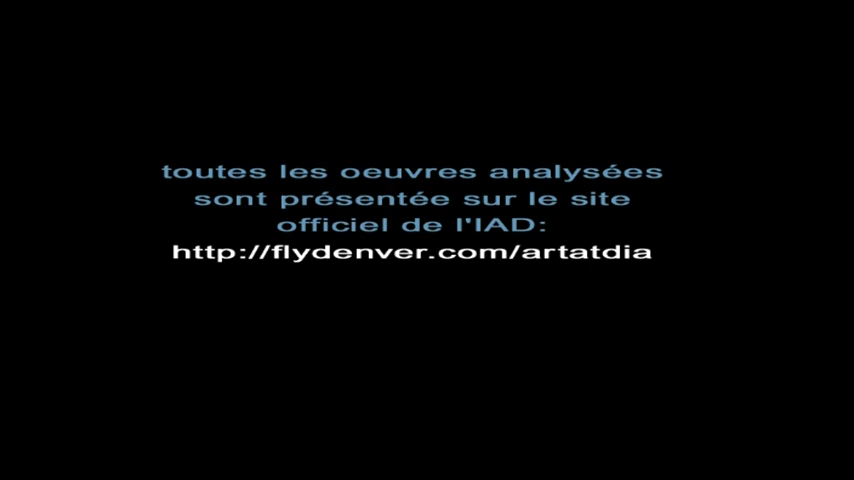 toutes les oeuvres analysées
sont présentée sur le site
officiel de l'IAD:
http://flydenver.com/artatdia